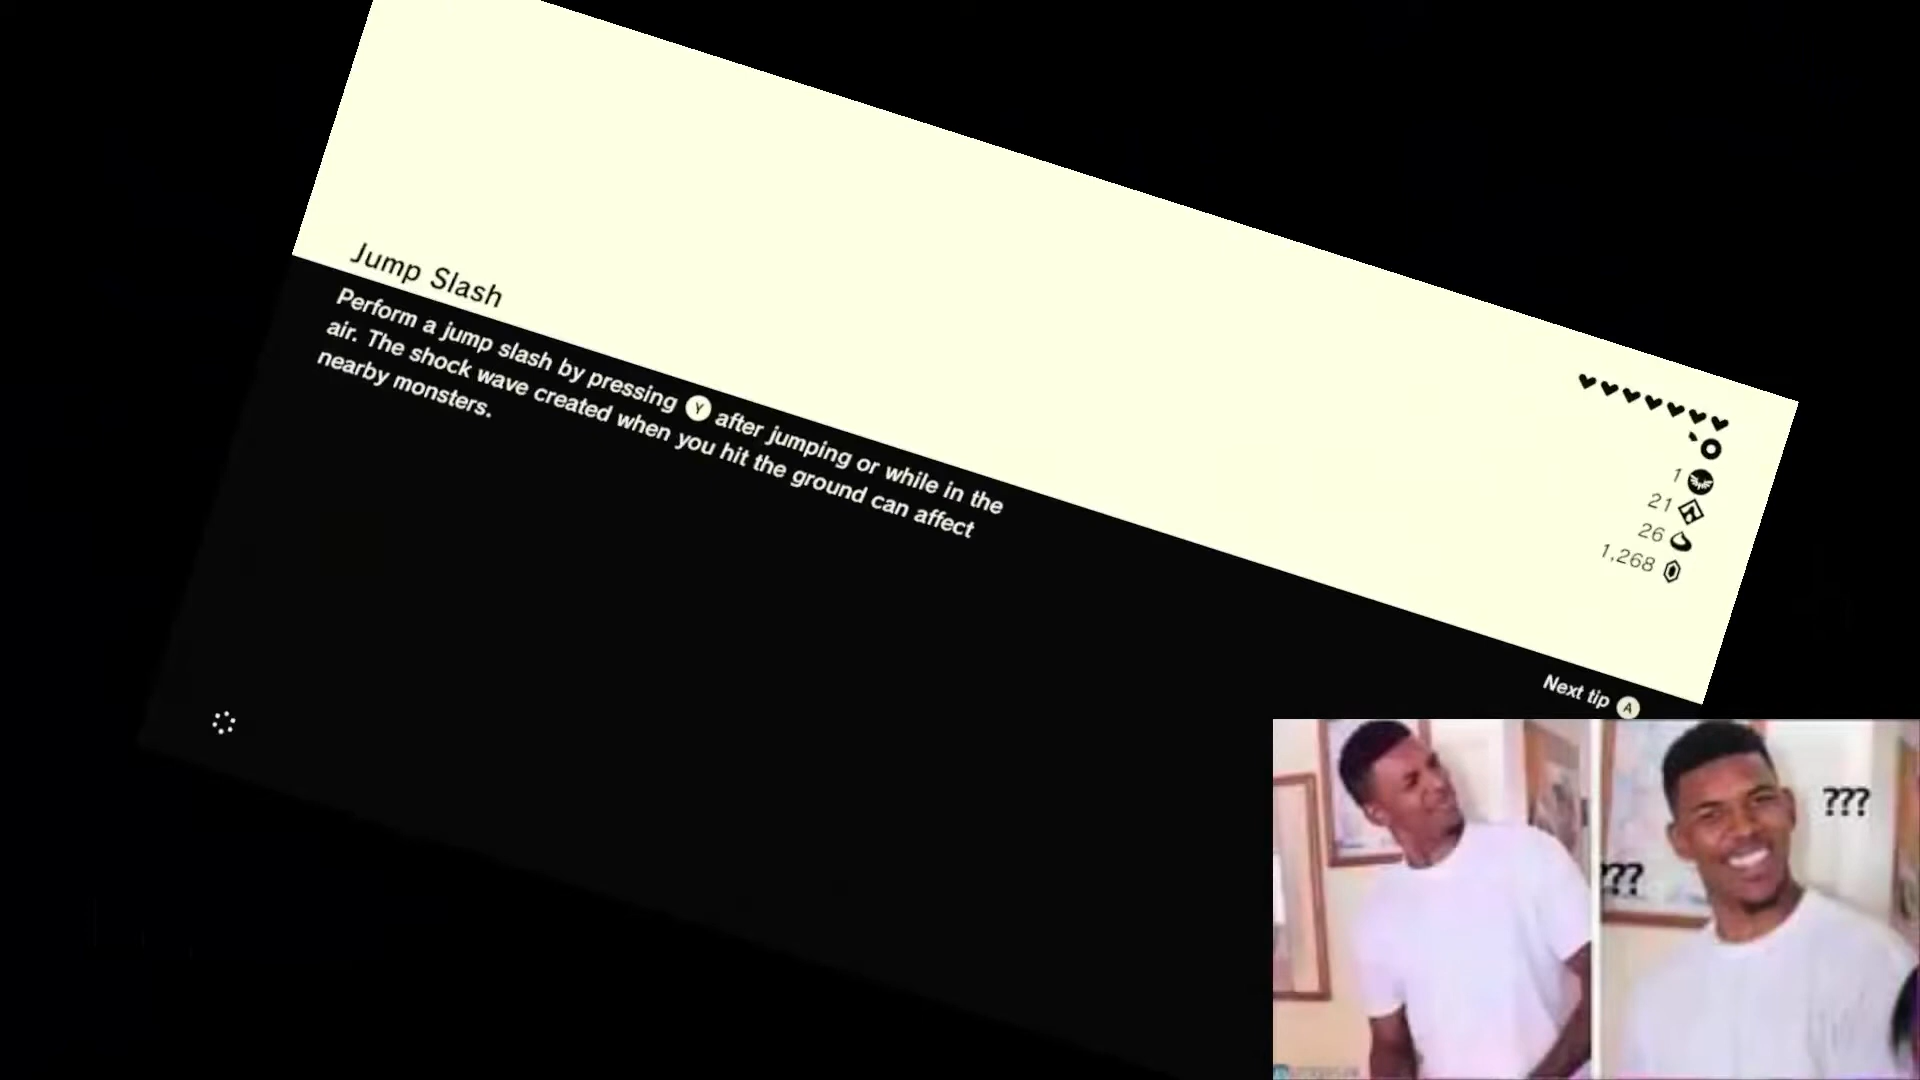 Jump Slash
Perform a jump slash by pressing Y after jumping or while in the
air. The shock wave created when you hit the ground can affect
nearby monsters.
1
21
26
1,268
Next tip A
???
???